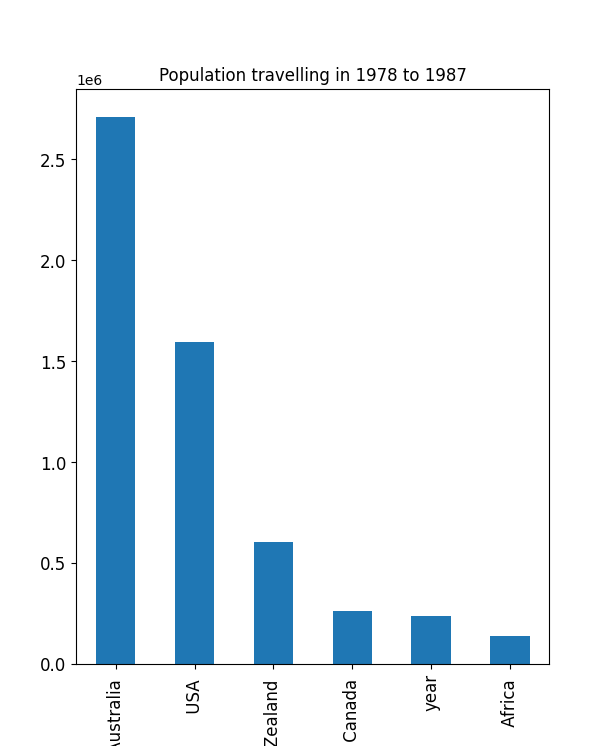 Population travelling in 1978 to 1987
1e6
2.5
2.0
1.5
1.0
0.5
0.0
ustralia
USA
Zealand
Canada
year
Africa